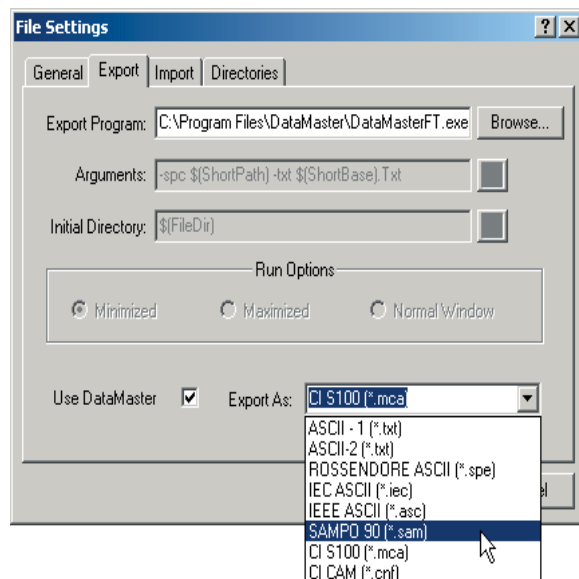 File Settings
General Export Import Directories
Export Program: C:\Program Files\DataMaster\DataMasterFT.exe Browse...
Arguments: -spc $(ShortPath) -txt $(ShortBase).Txt
Initial Directory: $(FileDir)
Run Options
Minimized Maximized Normal Window
Use DataMaster Export As: CI S100 (*.mca)
ASCII - 1 (*.txt)
ASCII-2 (*.txt)
ROSSENDORE ASCII (*.spe)
IEC ASCII (*.iec)
IEEE ASCII (*.asc)
SAMPO 90 (*.sam)
CI S100 (*.mca)
CI CAM (*.cnf)